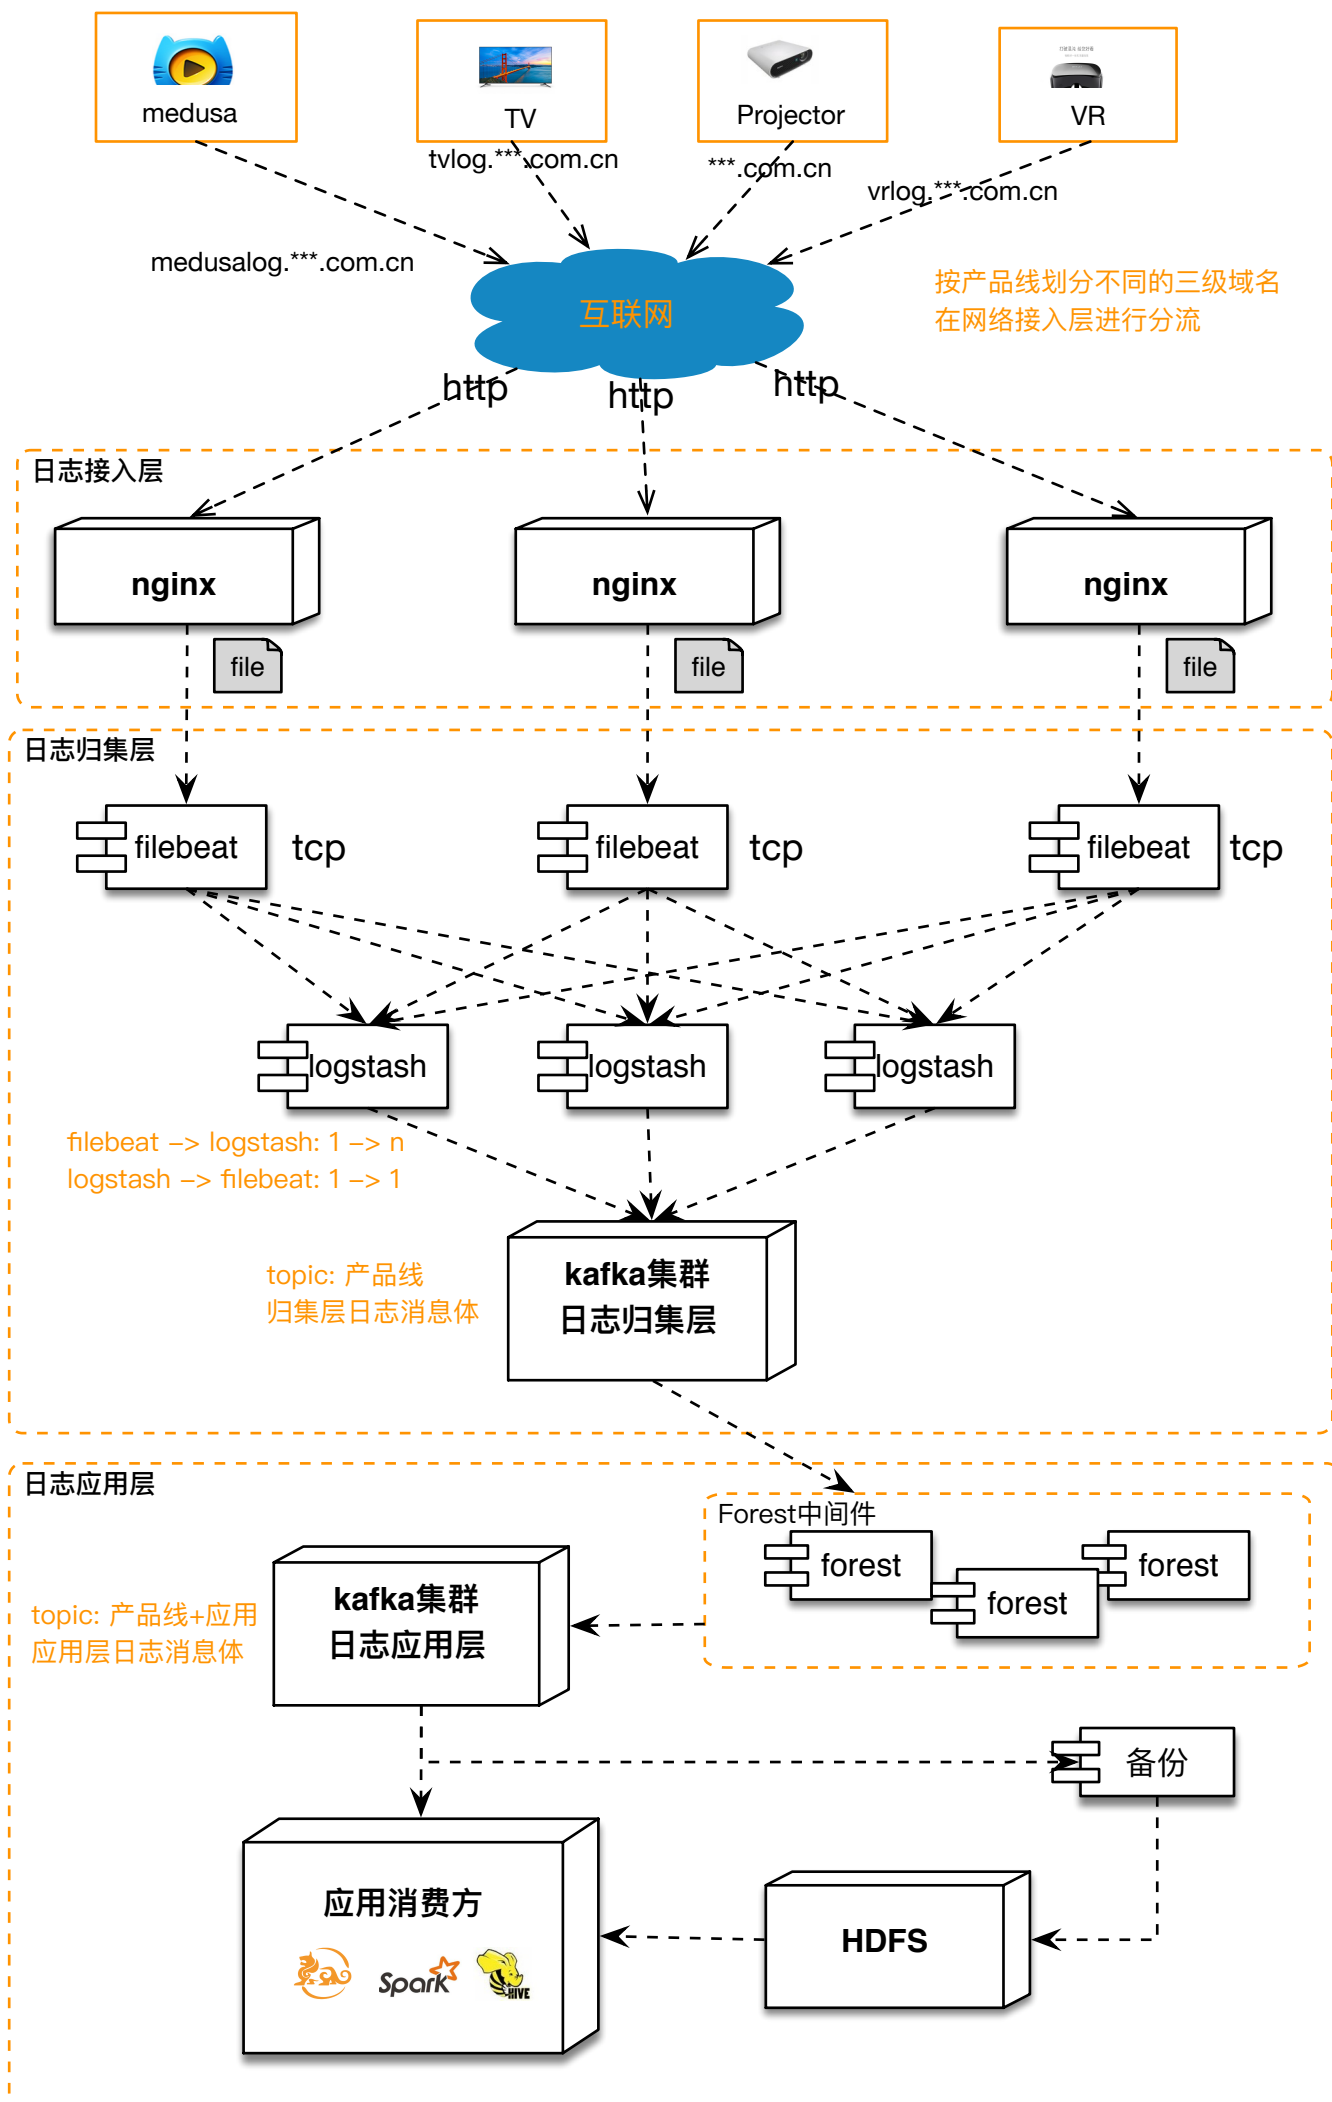 medusa
TV
Projector
VR
tvlog.***.com.cn
***.com.cn
vrlog.***.com.cn
medusalog.***.com.cn
互联网
按产品线划分不同的三级域名
在网络接入层进行分流
http
http
http
日志接入层
nginx
nginx
nginx
file
file
file
日志归集层
filebeat
tcp
filebeat
tcp
filebeat
tcp
logstash
logstash
logstash
filebeat –> logstash: 1 –> n
logstash –> filebeat: 1 –> 1
kafka集群
日志归集层
topic: 产品线
归集层日志消息体
日志应用层
Forest中间件
forest
forest
forest
kafka集群
日志应用层
topic: 产品线+应用
应用层日志消息体
备份
应用消费方
Spark
HIVE
HDFS